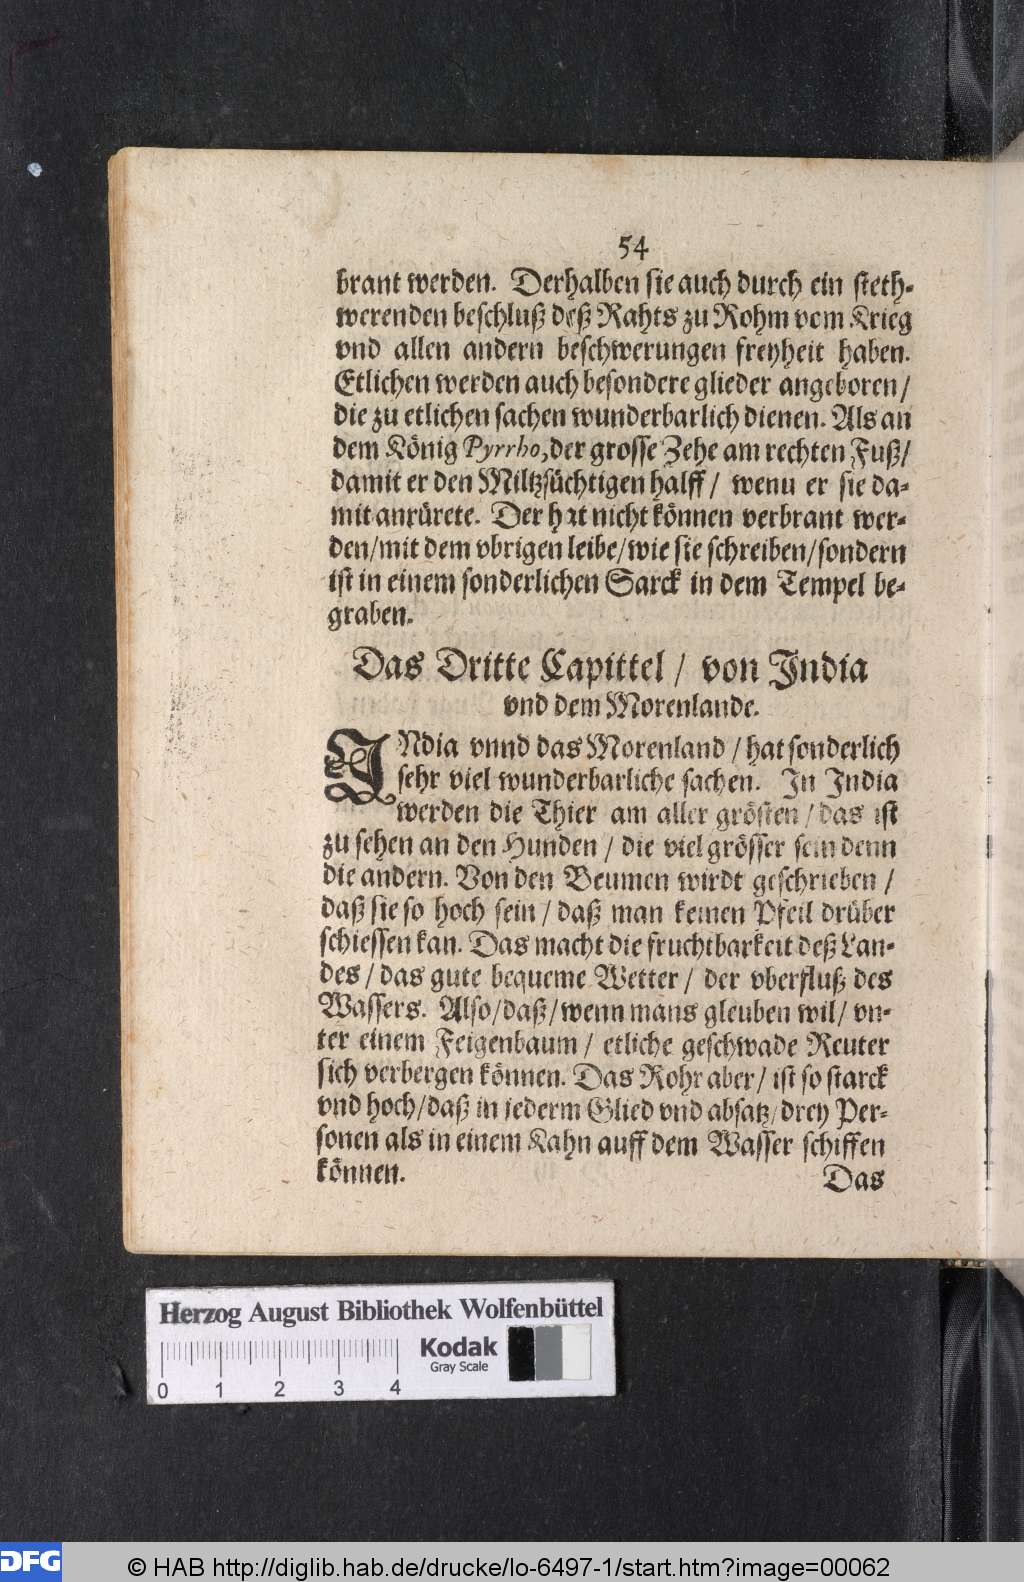 54
brant werden. Derhalben sie auch durch ein steth-
werenden beschluß deß Rahts zu Rohm vom Krieg
vnd allen andern beschwerungen freyheit haben.
Etlichen werden auch besondere glieder angeboren /
die zu etlichen sachen wunderbarlich dienen. Als an
dem König Pyrrho, der grosse Zehe am rechten Fuß /
damit er den Miltzsüchtigen halff / wenu er sie da-
mit anrürete. Der hat nicht können verbrant wer-
den / mit dem vbrigen leibe / wie sie schreiben / sondern
ist in einem sonderlichen Sarck in dem Tempel be-
graben.
Das Dritte Capittel / von India
vnd dem Morenlande.
INdia vnnd das Morenland / hat sonderlich
sehr viel wunderbarliche sachen. In India
werden die Thier am aller grösten / das ist
zu sehen an den Hunden / die viel grösser sein denn
die andern. Von den Beumen wirdt geschrieben /
daß sie so hoch sein / daß man keinen Pfeil drüber
schiessen kan. Das macht die fruchtbarkeit deß Lan-
des / das gute bequeme Wetter / der vberfluß des
Wassers. Also / daß / wenn mans gleuben wil / vn-
ter einem Feigenbaum / etliche geschwade Reuter
sich verbergen können. Das Rohr aber / ist so starck
vnd hoch / daß in jederm Glied vnd absatz / drey Per-
sonen als in einem Kahn auff dem Wasser schiffen
können.
Das
Herzog August Bibliothek Wolfenbüttel
Kodak
Gray Scale
0 1 2 3 4
DFG
© HAB http://diglib.hab.de/drucke/lo-6497-1/start.htm?image=00062